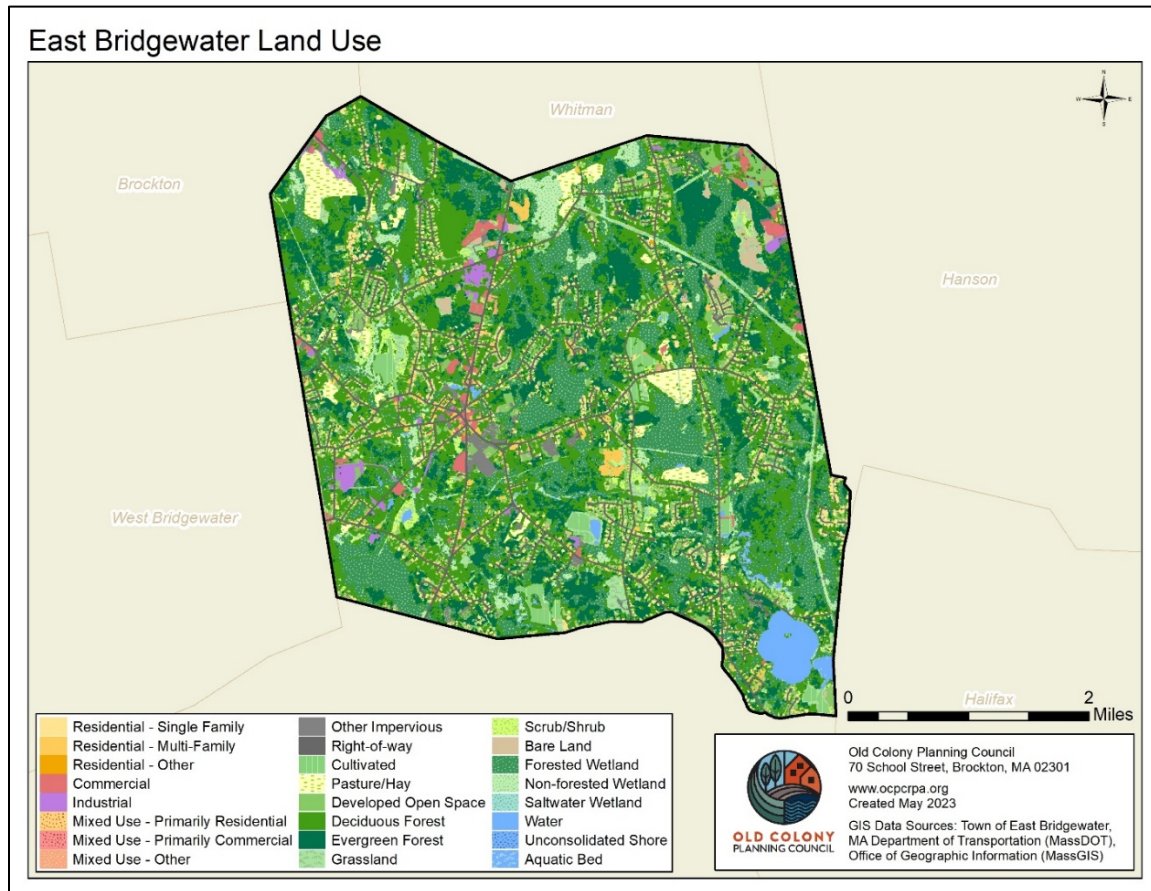 East Bridgewater Land Use
N
W E
S
Whitman
Brockton
Hanson
West Bridgewater
Halifax
0 2
Miles
Residential - Single Family
Residential - Multi-Family
Residential - Other
Commercial
Industrial
Mixed Use - Primarily Residential
Mixed Use - Primarily Commercial
Mixed Use - Other
Other Impervious
Right-of-way
Cultivated
Pasture/Hay
Developed Open Space
Deciduous Forest
Evergreen Forest
Grassland
Scrub/Shrub
Bare Land
Forested Wetland
Non-forested Wetland
Saltwater Wetland
Water
Unconsolidated Shore
Aquatic Bed
OLD COLONY
PLANNING COUNCIL
Old Colony Planning Council
70 School Street, Brockton, MA 02301
www.ocpcrpa.org
Created May 2023
GIS Data Sources: Town of East Bridgewater,
MA Department of Transportation (MassDOT),
Office of Geographic Information (MassGIS)